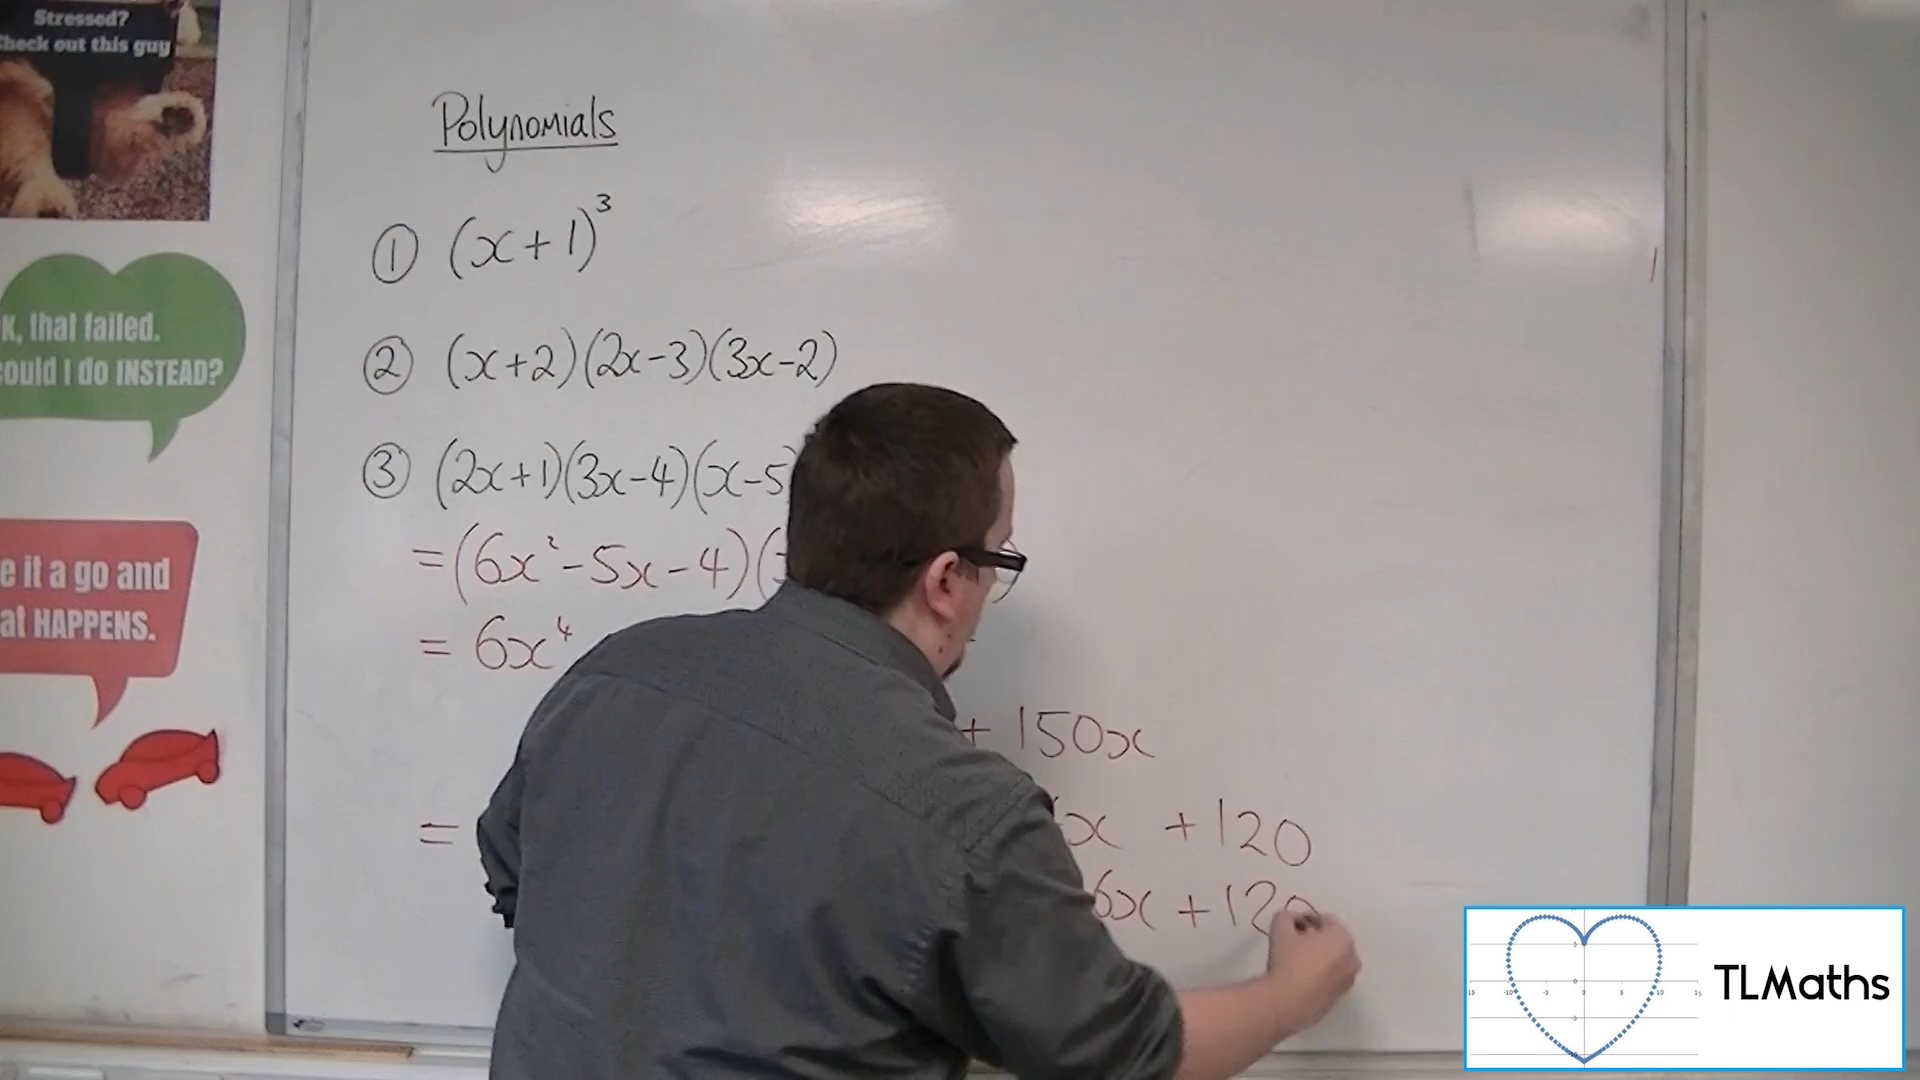 Stressed?
Check out this guy
Polynomials
① (x+1)³
② (x+2)(2x-3)(3x-2)
that failed.
could I do INSTEAD?
③ (2x+1)(3x-4)(x-5)
= (6x²-5x-4)(
it a go and
HAPPENS.
= 6x⁴
+ 150x
=
x + 120
6x + 120
TLMaths